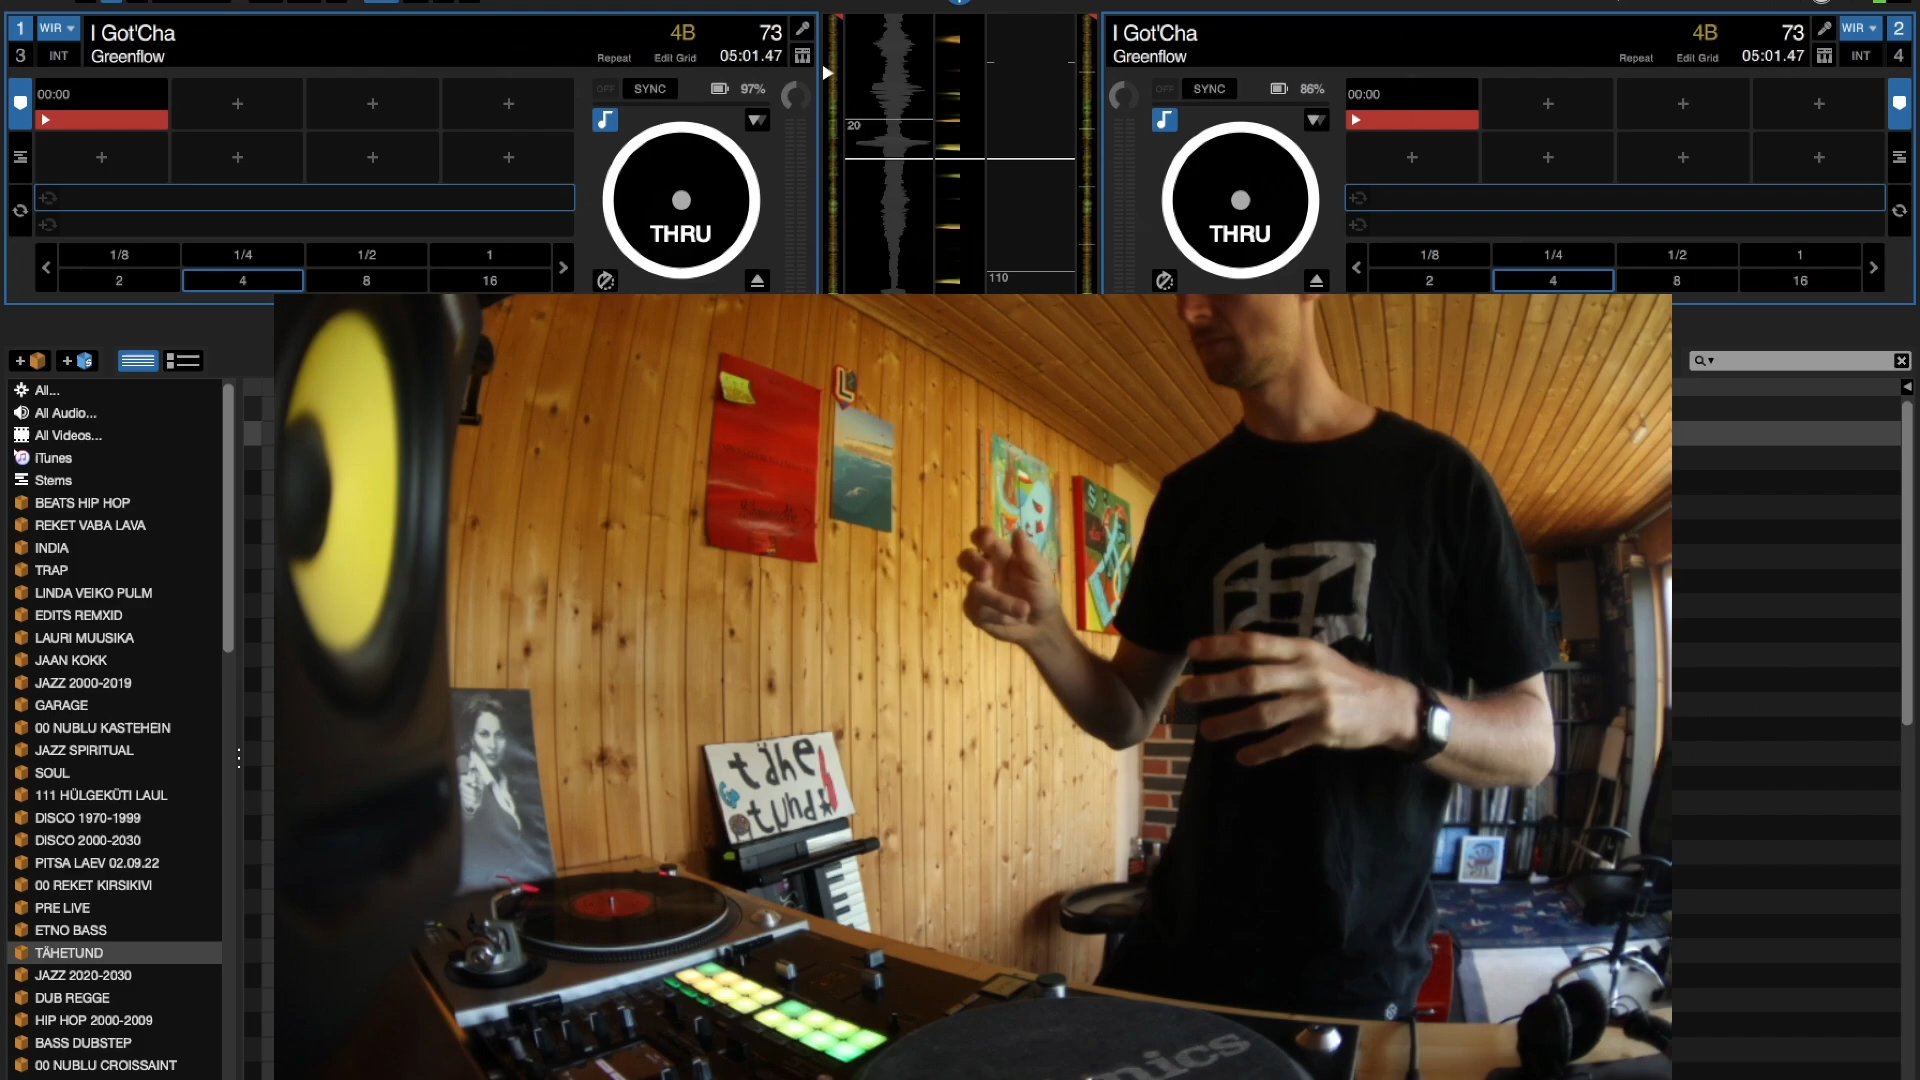 1 WIR I Got'Cha 4B 73
3 INT Greenflow Repeat Edit Grid 05:01.47
I Got'Cha 4B 73 WIR 2
Greenflow Repeat Edit Grid 05:01.47 INT 4
00:00
OFF SYNC 97%
THRU
1/8 1/4 1/2 1
2 4 8 16
20
110
OFF SYNC 86%
THRU
00:00
1/8 1/4 1/2 1
2 4 8 16
All...
All Audio...
All Videos...
iTunes
Stems
BEATS HIP HOP
REKET VABA LAVA
INDIA
TRAP
LINDA VEIKO PULM
EDITS REMXID
LAURI MUUSIKA
JAAN KOKK
JAZZ 2000-2019
GARAGE
00 NUBLU KASTEHEIN
JAZZ SPIRITUAL
SOUL
111 HÜLGEKÜTI LAUL
DISCO 1970-1999
DISCO 2000-2030
PITSA LAEV 02.09.22
00 REKET KIRSIKIVI
PRE LIVE
ETNO BASS
TÄHETUND
JAZZ 2020-2030
DUB REGGE
HIP HOP 2000-2009
BASS DUBSTEP
00 NUBLU CROISSAINT
tähe
tund
nics